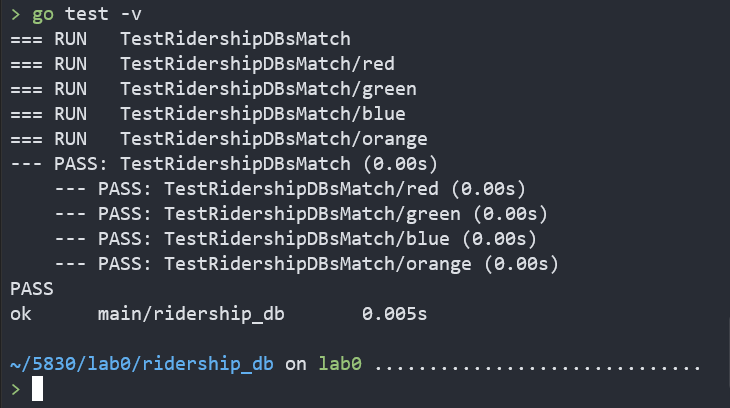 > go test -v
=== RUN   TestRidershipDBsMatch
=== RUN   TestRidershipDBsMatch/red
=== RUN   TestRidershipDBsMatch/green
=== RUN   TestRidershipDBsMatch/blue
=== RUN   TestRidershipDBsMatch/orange
--- PASS: TestRidershipDBsMatch (0.00s)
    --- PASS: TestRidershipDBsMatch/red (0.00s)
    --- PASS: TestRidershipDBsMatch/green (0.00s)
    --- PASS: TestRidershipDBsMatch/blue (0.00s)
    --- PASS: TestRidershipDBsMatch/orange (0.00s)
PASS
ok      main/ridership_db       0.005s

~/5830/lab0/ridership_db on lab0 ..............................
>